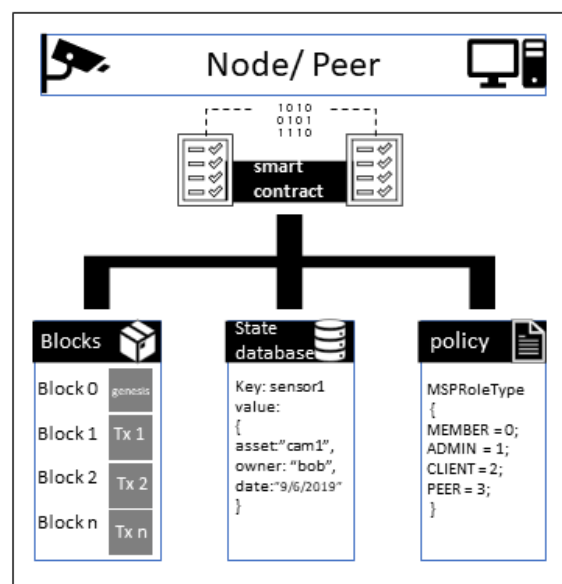 Node/ Peer
1010
0101
1110
smart
contract
Blocks
Block 0 genesis
Block 1 Tx 1
Block 2 Tx 2
Block n Tx n
State
database
Key: sensor1
value:
{
asset:"cam1",
owner: “bob”,
date:"9/6/2019"
}
policy
MSPRoleType
{
MEMBER = 0;
ADMIN = 1;
CLIENT = 2;
PEER = 3;
}